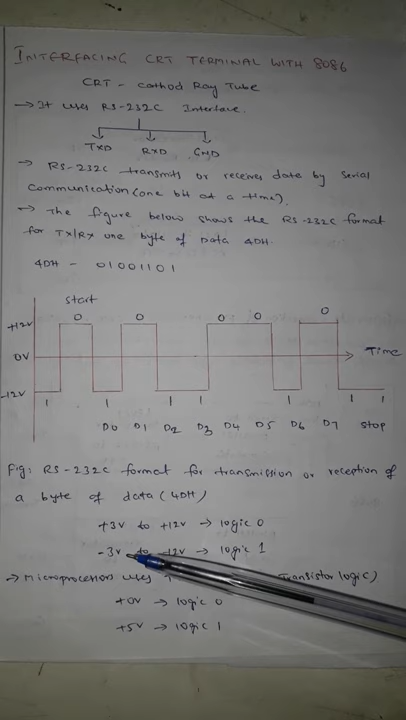 INTERFACING CRT TERMINAL WITH 8086
CRT - Cathod Ray Tube
→ It uses RS-232C Interface.
TXD RXD GND
→ RS-232C transmits or receives data by serial
Communication (one bit at a time).
→ The figure below shows the RS-232C format
for TX/RX one byte of Data 4DH.
4DH - 01001101
start
0 0 0 0 0
+12V
0V
Time
-12V
1 1 1 1 1 1 1
D0 D1 D2 D3 D4 D5 D6 D7 stop
Fig: RS-232C format for transmission or reception of
a byte of data (4DH)
+3V to +12V → logic 0
-3V to -12V → logic 1
→ Microprocessors uses Transistor logic)
+0V → logic 0
+5V → logic 1